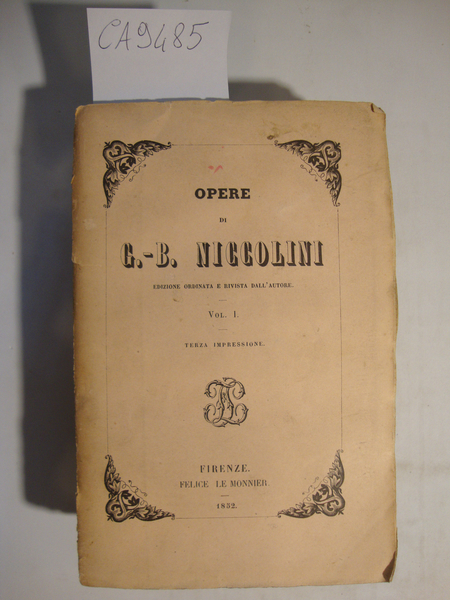 CA9485
OPERE
DI
G.-B. NICCOLINI
EDIZIONE ORDINATA E RIVISTA DALL'AUTORE.
VOL. I.
TERZA IMPRESSIONE.
FIRENZE.
FELICE LE MONNIER
1852.